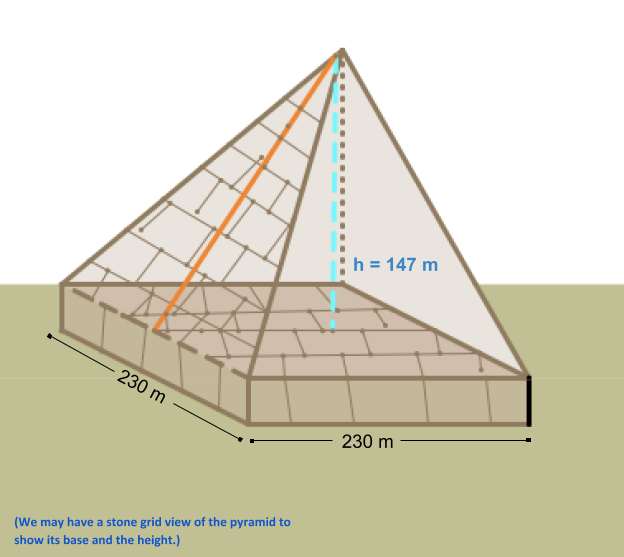 h = 147 m
230 m
230 m
(We may have a stone grid view of the pyramid to
show its base and the height.)